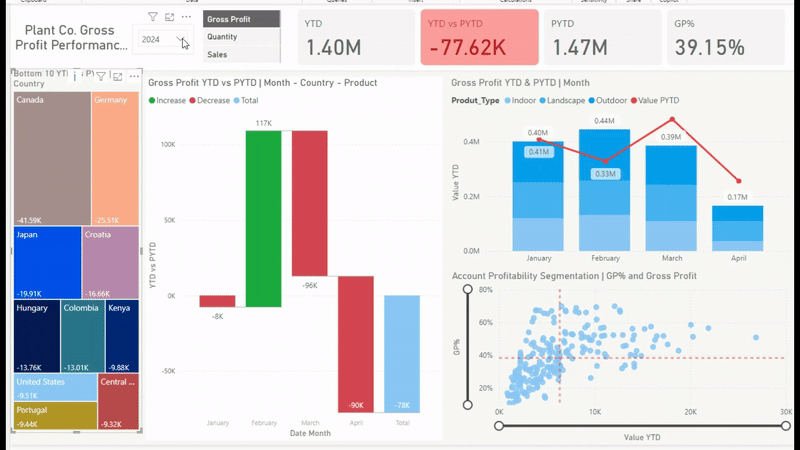 Plant Co. Gross
Profit Performanc...
2024
Gross Profit
Quantity
Sales
YTD
1.40M
YTD vs PYTD
-77.62K
PYTD
1.47M
GP%
39.15%
Bottom 10 YT
Country
Canada
-41.59K
Germany
-25.51K
Japan
-19.91K
Croatia
-16.66K
Hungary
-13.76K
Colombia
-13.01K
Kenya
-9.88K
United States
-9.51K
Portugal
-9.44K
Central ...
-9.32K
Gross Profit YTD vs PYTD | Month - Country - Product
Increase Decrease Total
YTD vs PYTD
100K
50K
0K
-50K
-8K
117K
-96K
-90K
-78K
January February March April Total
Date Month
Gross Profit YTD & PYTD | Month
Produt_Type Indoor Landscape Outdoor Value PYTD
Value YTD
0.4M
0.2M
0.0M
0.40M
0.41M
0.44M
0.33M
0.39M
0.17M
January February March April
Account Profitability Segmentation | GP% and Gross Profit
GP%
80%
60%
40%
20%
0K 10K 20K 30K
Value YTD